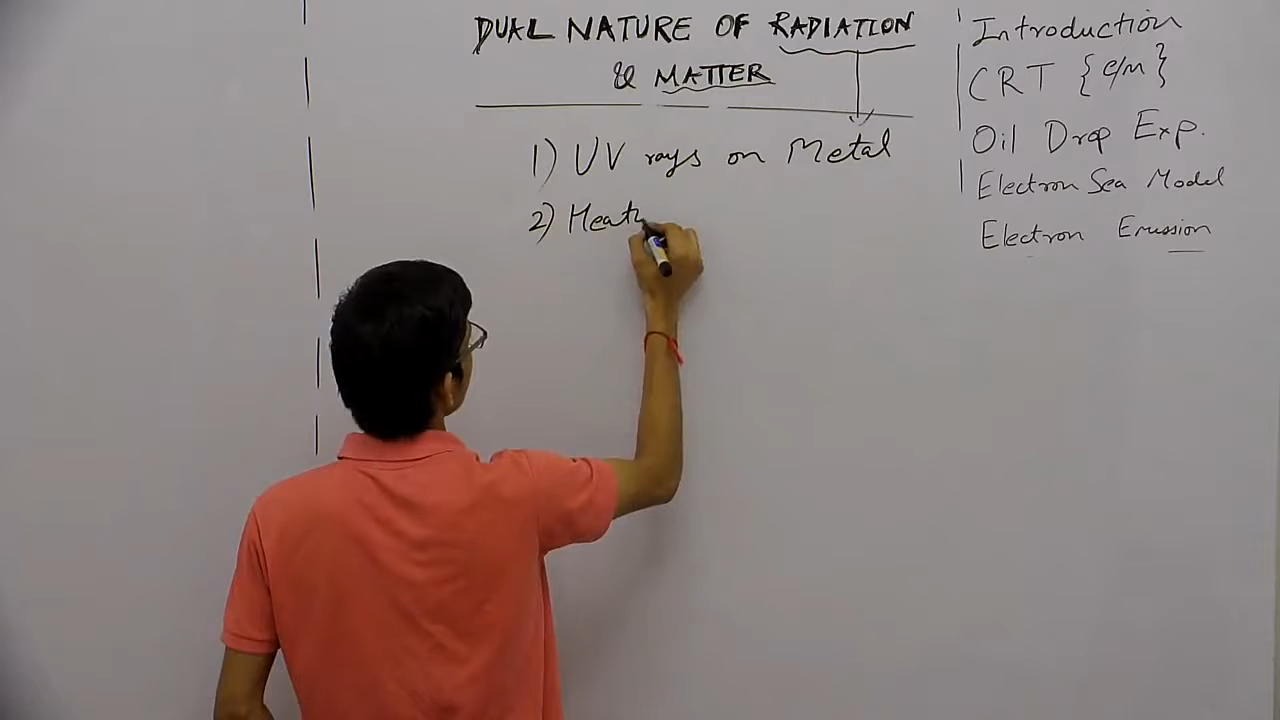 DUAL NATURE OF RADIATION
& MATTER
1) UV rays on Metal
2) Heat
Introduction
CRT {e/m}
Oil Drop Exp.
Electron Sea Model
Electron Emission